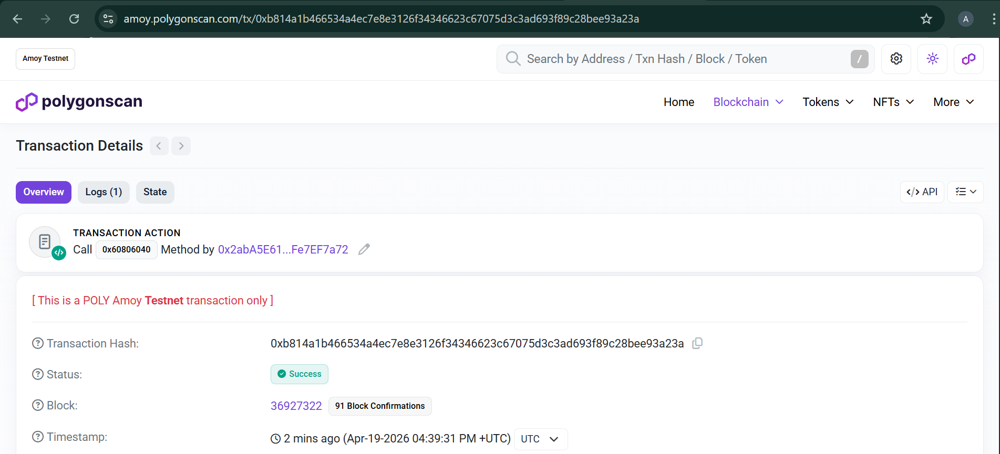 amoy.polygonscan.com/tx/0xb814a1b466534a4ec7e8e3126f34346623c67075d3c3ad693f89c28bee93a23a
A
Amoy Testnet
Search by Address / Txn Hash / Block / Token
/
polygonscan
Home
Blockchain
Tokens
NFTs
More
Transaction Details
Overview
Logs (1)
State
</> API
TRANSACTION ACTION
Call 0x60806040 Method by 0x2abA5E61...Fe7EF7a72
[ This is a POLY Amoy Testnet transaction only ]
Transaction Hash:
0xb814a1b466534a4ec7e8e3126f34346623c67075d3c3ad693f89c28bee93a23a
Status:
Success
Block:
36927322
91 Block Confirmations
Timestamp:
2 mins ago (Apr-19-2026 04:39:31 PM +UTC)
UTC